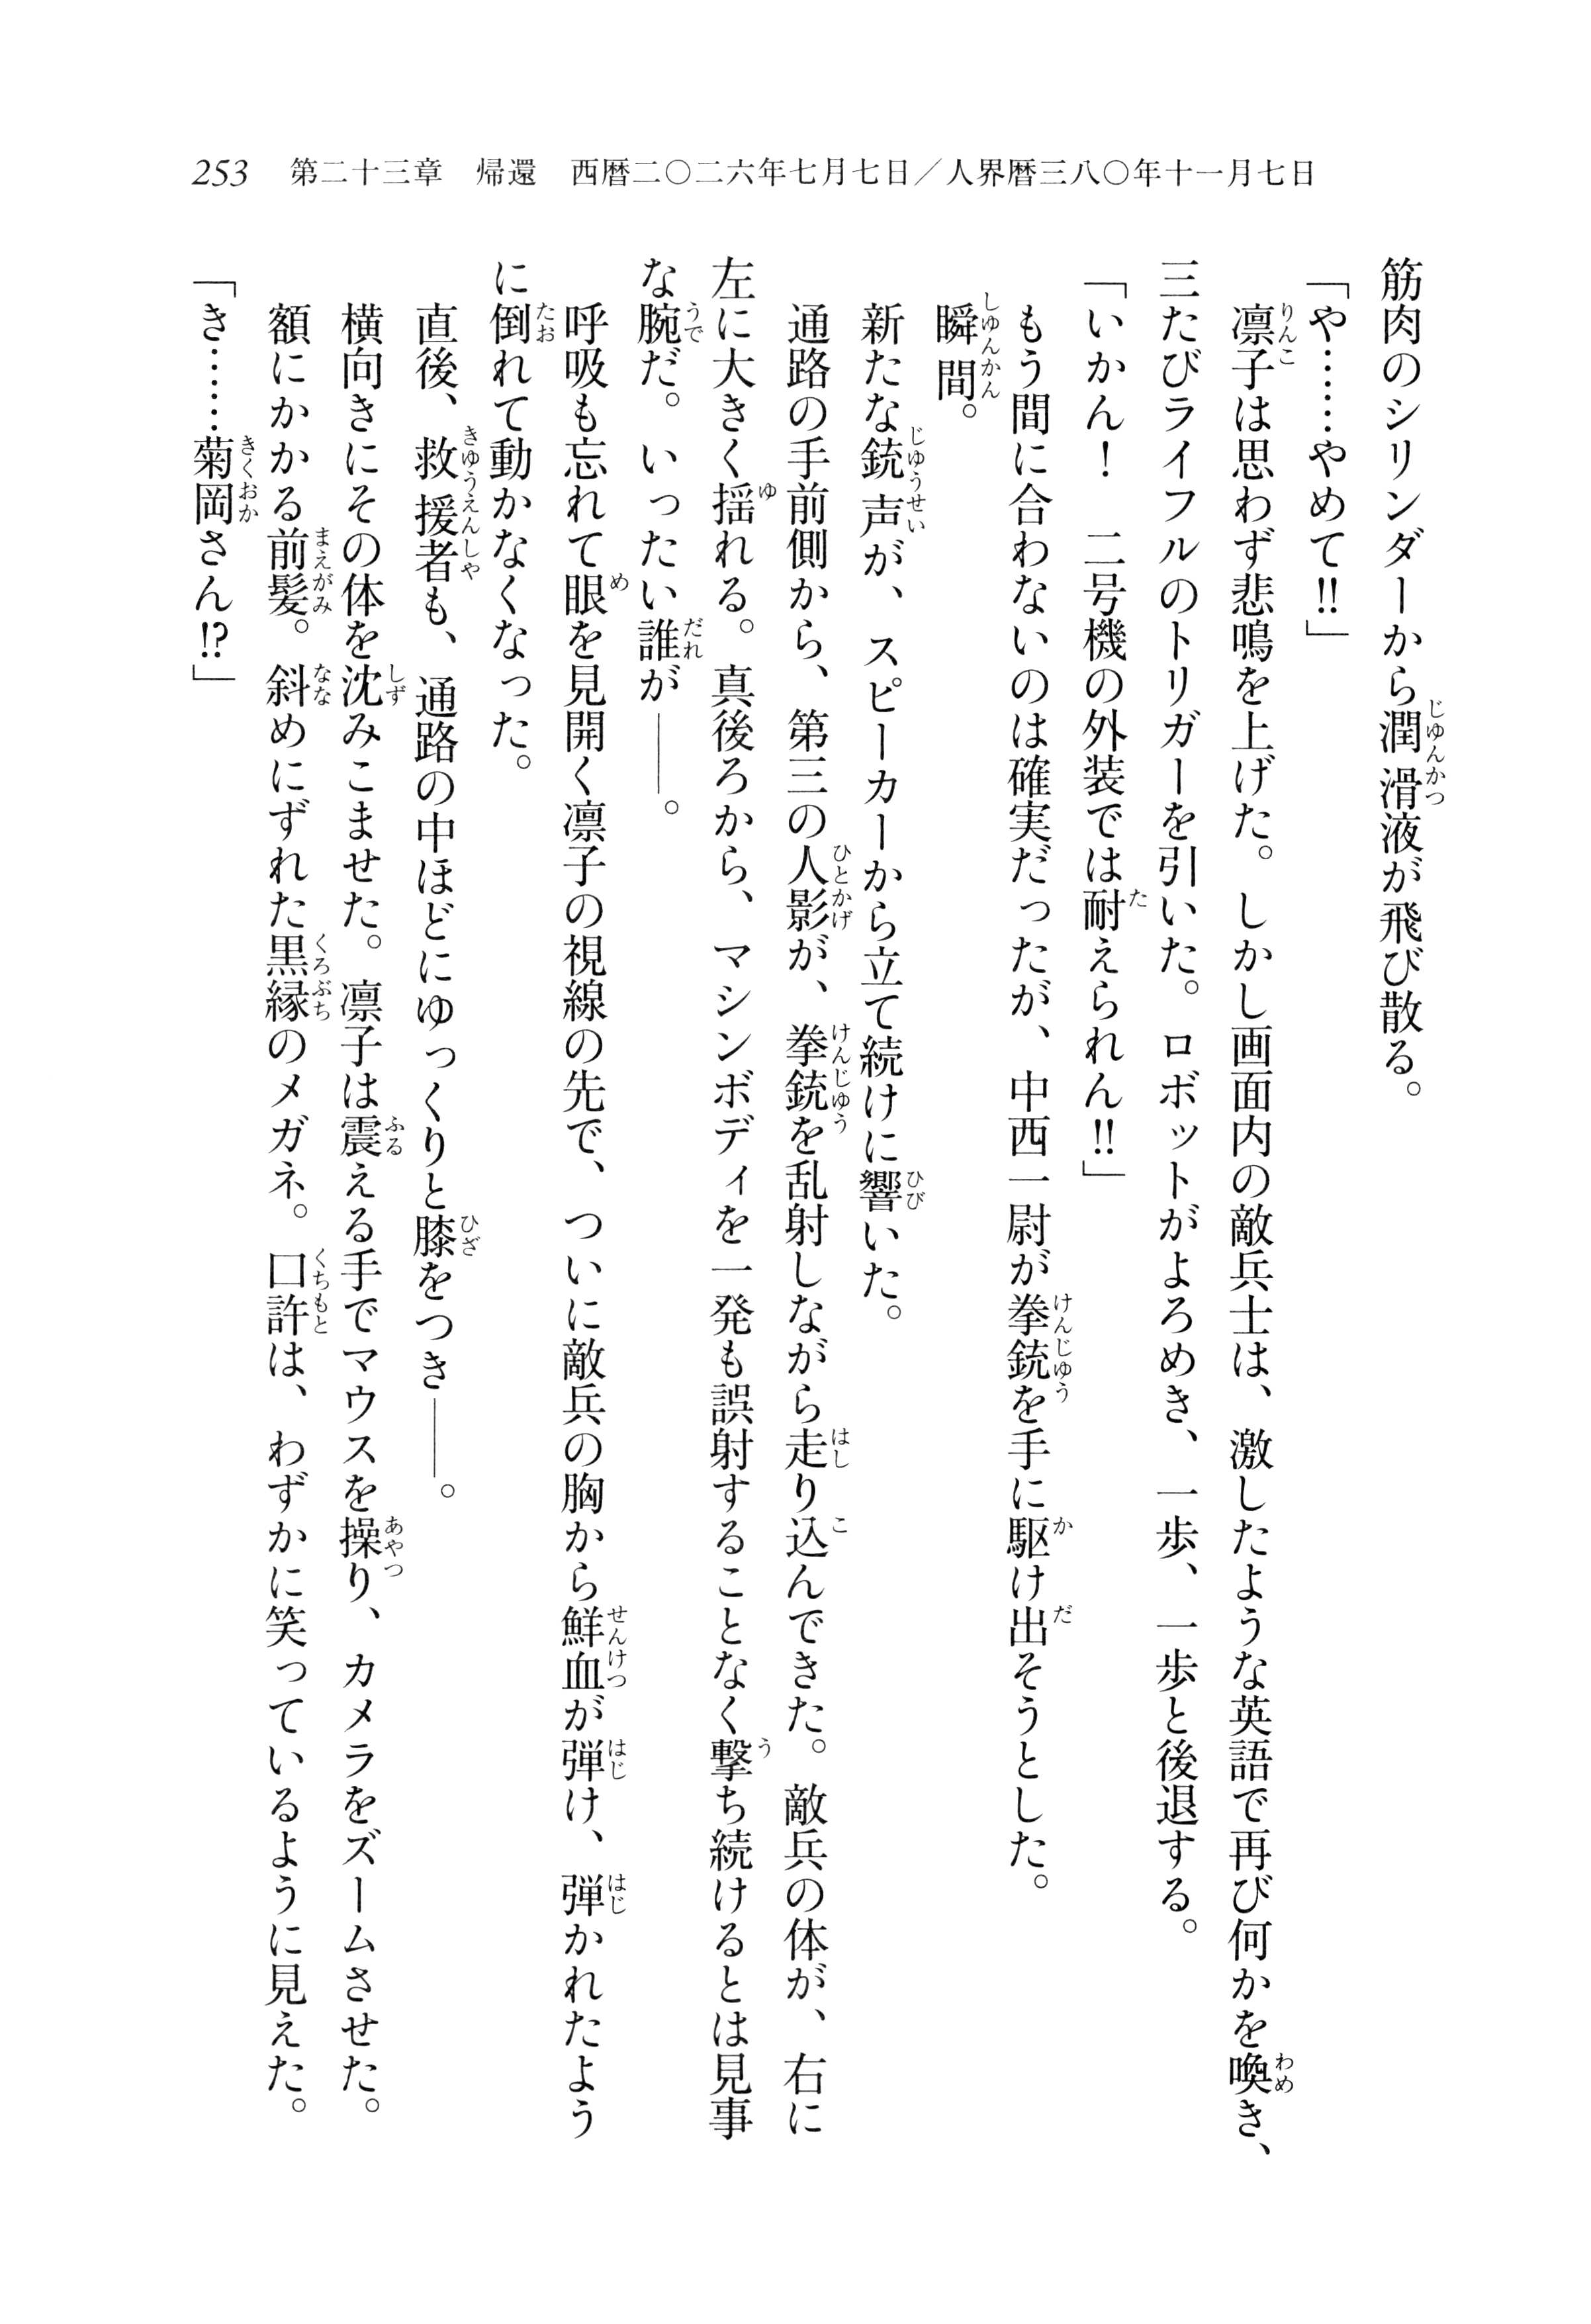 253　第二十三章　帰還　西暦二〇二六年七月七日／人界暦三八〇年十一月七日
筋肉のシリンダーから潤滑液が飛び散る。
「や……やめて!!」
　凛子は思わず悲鳴を上げた。しかし画面内の敵兵士は、激したような英語で再び何かを喚き、
三たびライフルのトリガーを引いた。ロボットがよろめき、一歩、一歩と後退する。
「いかん！　二号機の外装では耐えられん!!」
　もう間に合わないのは確実だったが、中西一尉が拳銃を手に駆け出そうとした。
　瞬間。
　新たな銃声が、スピーカーから立て続けに響いた。
　通路の手前側から、第三の人影が、拳銃を乱射しながら走り込んできた。敵兵の体が、右に
左に大きく揺れる。真後ろから、マシンボディを一発も誤射することなく撃ち続けるとは見事
な腕だ。いったい誰が――。
　呼吸も忘れて眼を見開く凛子の視線の先で、ついに敵兵の胸から鮮血が弾け、弾かれたよう
に倒れて動かなくなった。
　直後、救援者も、通路の中ほどにゆっくりと膝をつき――。
　横向きにその体を沈みこませた。凛子は震える手でマウスを操り、カメラをズームさせた。
　額にかかる前髪。斜めにずれた黒縁のメガネ。口許は、わずかに笑っているように見えた。
「き……菊岡さん!?」